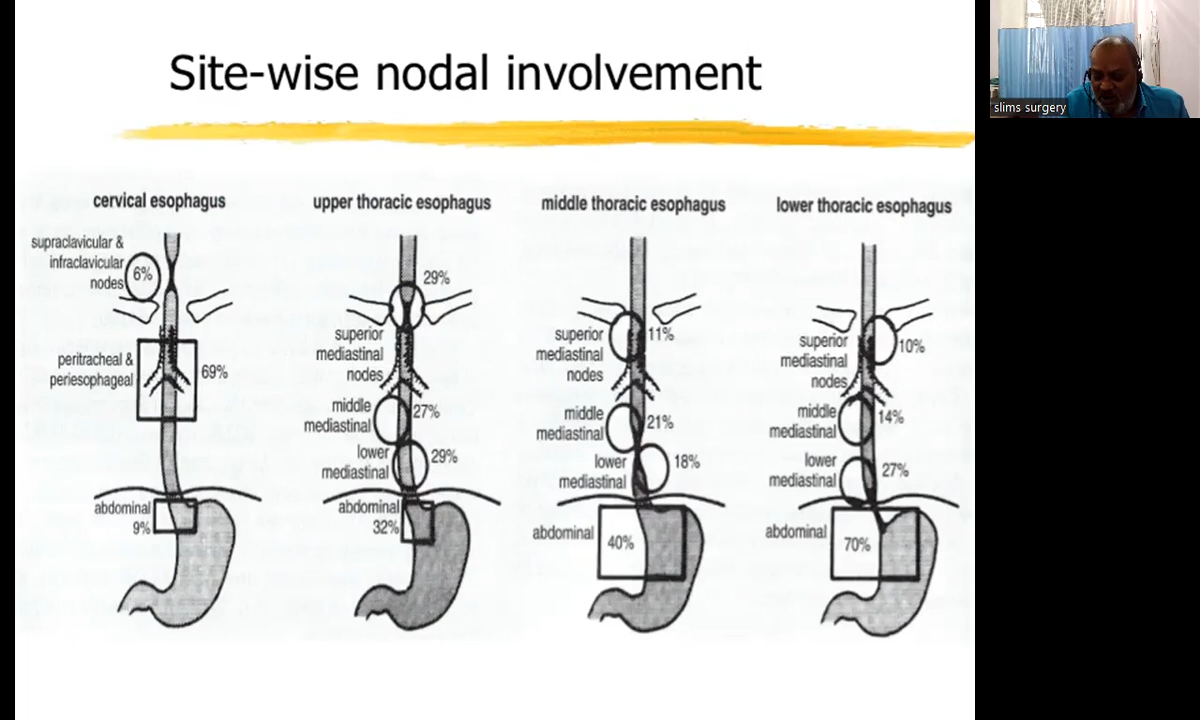 Site-wise nodal involvement
slims surgery
cervical esophagus
supraclavicular &
infraclavicular
nodes
6%
peritracheal &
periesophageal
69%
abdominal
9%
upper thoracic esophagus
29%
superior
mediastinal
nodes
middle
mediastinal
27%
lower
mediastinal
29%
abdominal
32%
middle thoracic esophagus
superior
mediastinal
nodes
11%
middle
mediastinal
21%
lower
mediastinal
18%
abdominal
40%
lower thoracic esophagus
superior
mediastinal
nodes
10%
middle
mediastinal
14%
lower
mediastinal
27%
abdominal
70%